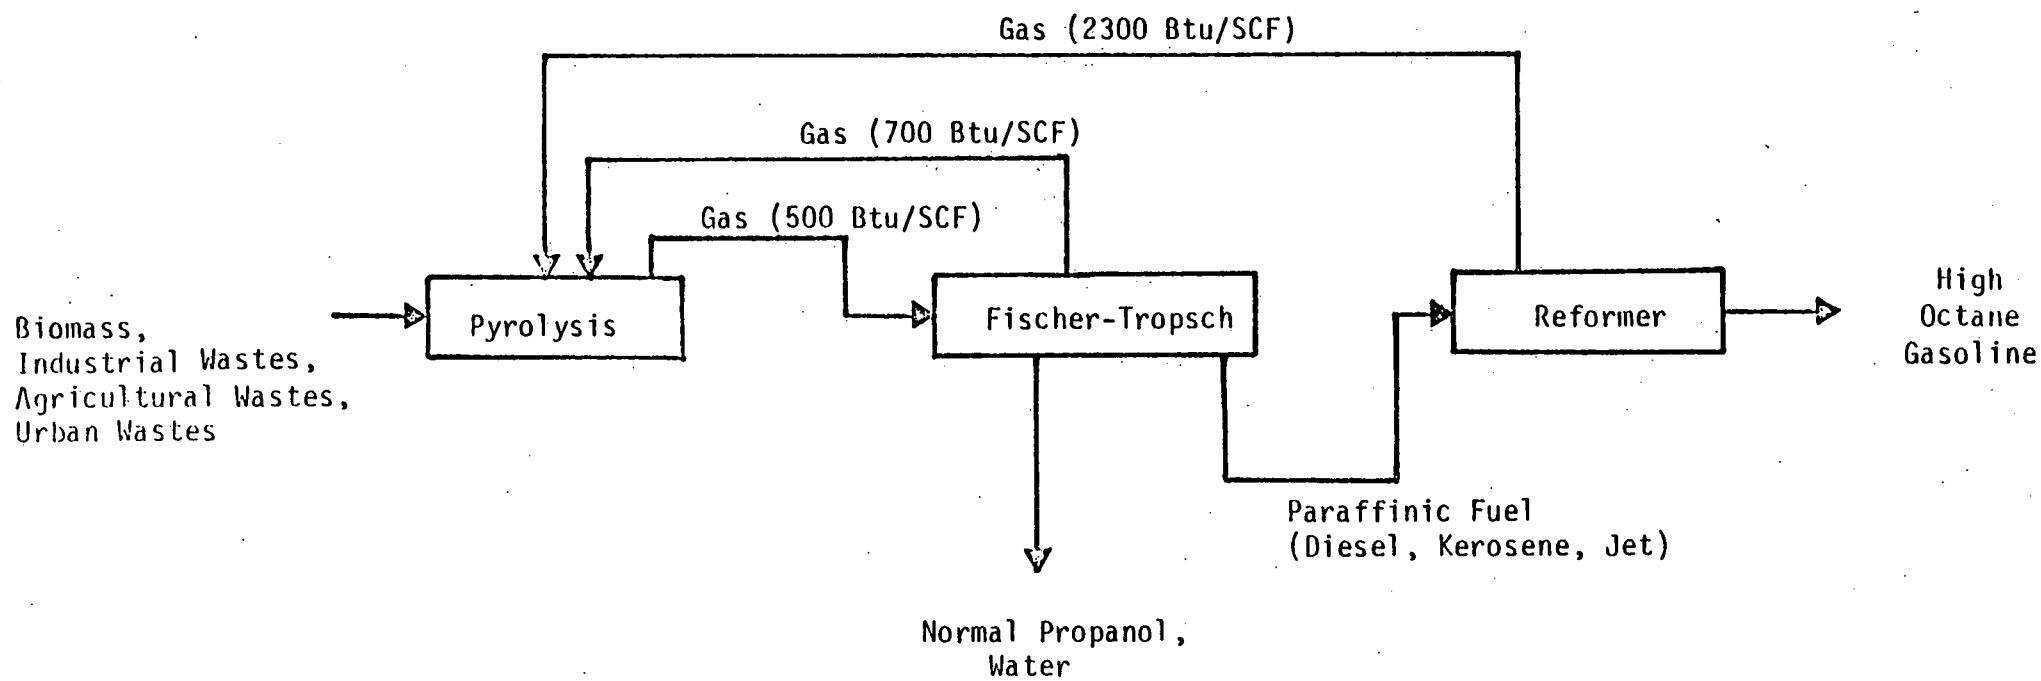 Gas (2300 Btu/SCF)
Gas (700 Btu/SCF)
Gas (500 Btu/SCF)
Biomass,
Industrial Wastes,
Agricultural Wastes,
Urban Wastes
Pyrolysis
Fischer-Tropsch
Reformer
High
Octane
Gasoline
Paraffinic Fuel
(Diesel, Kerosene, Jet)
Normal Propanol,
Water